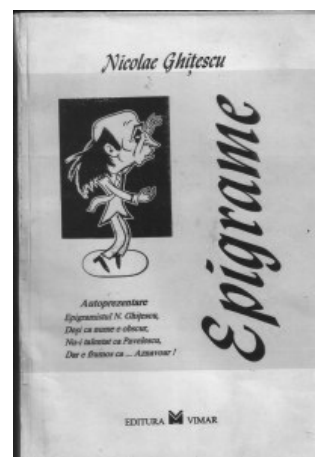 Nicolae Ghițescu
Epigrame
Autoprezentare
Epigramistul N. Ghițescu,
Deși ca nume e obscur,
Nu-i talentat ca Pavelescu,
Dar e frumos ca ... Aznavour !
EDITURA VIMAR